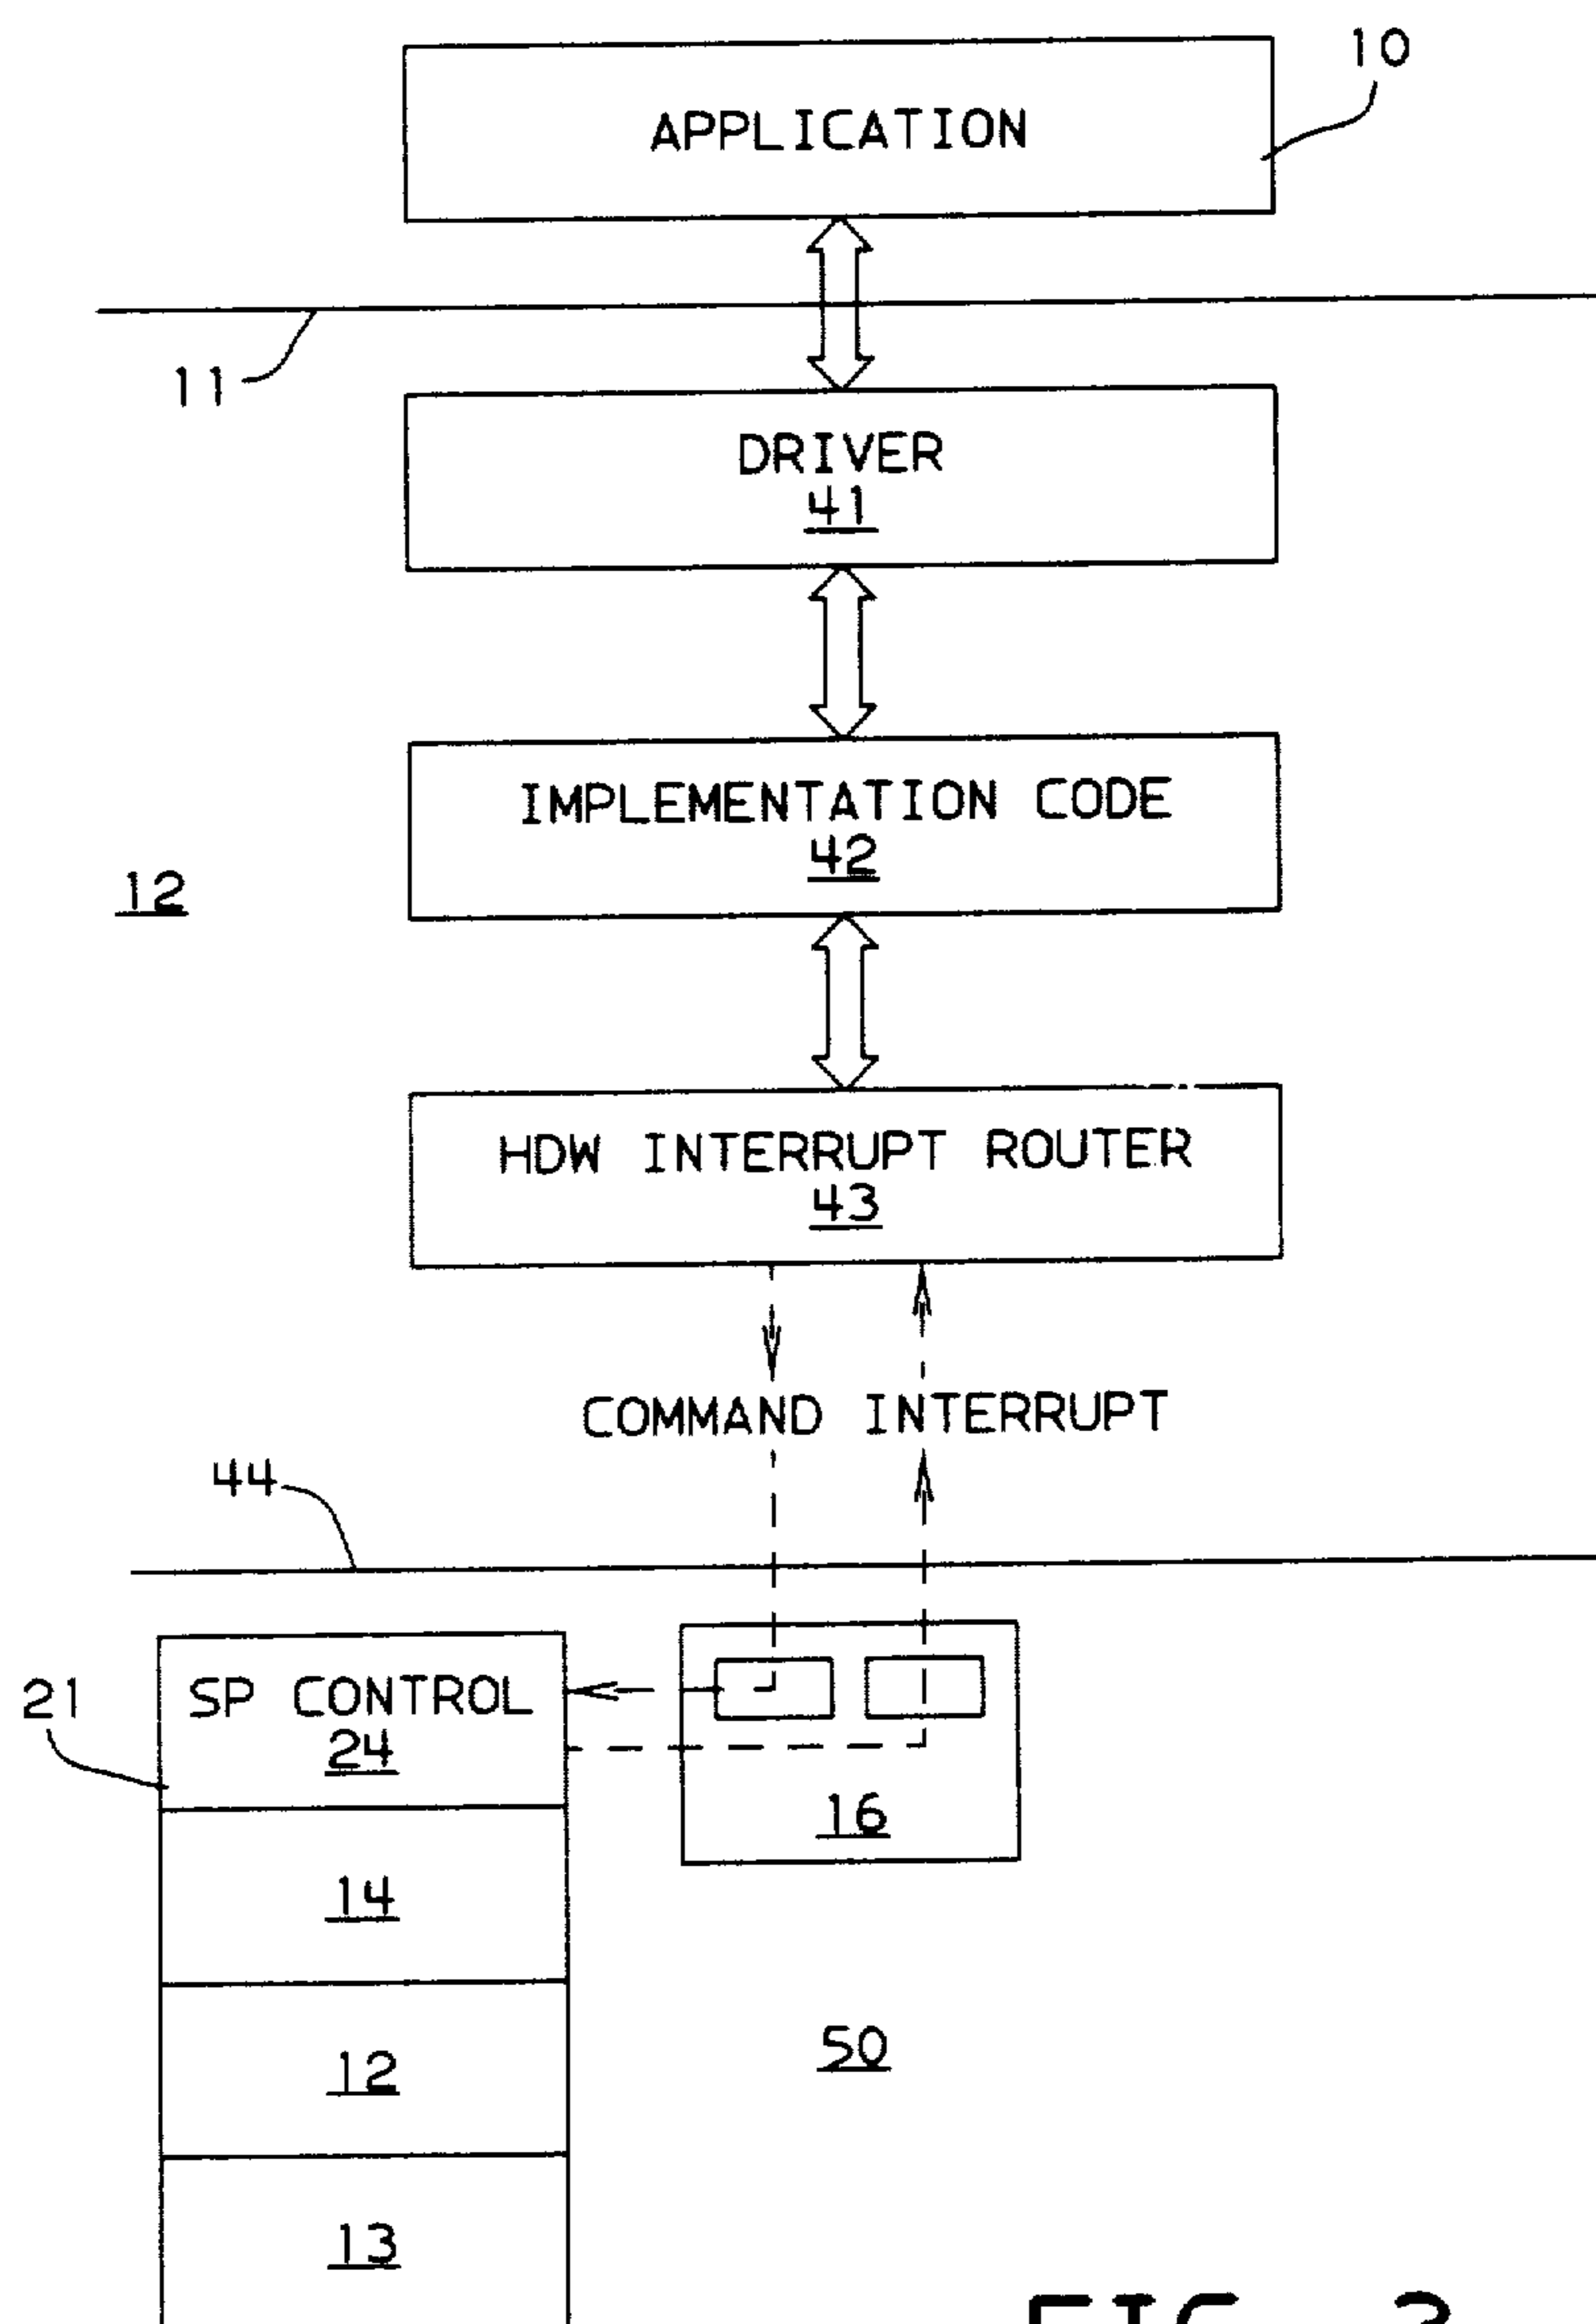 10
APPLICATION
11
DRIVER
41
IMPLEMENTATION CODE
42
12
HDW INTERRUPT ROUTER
43
COMMAND INTERRUPT
44
21
SP CONTROL
24
16
14
50
12
13